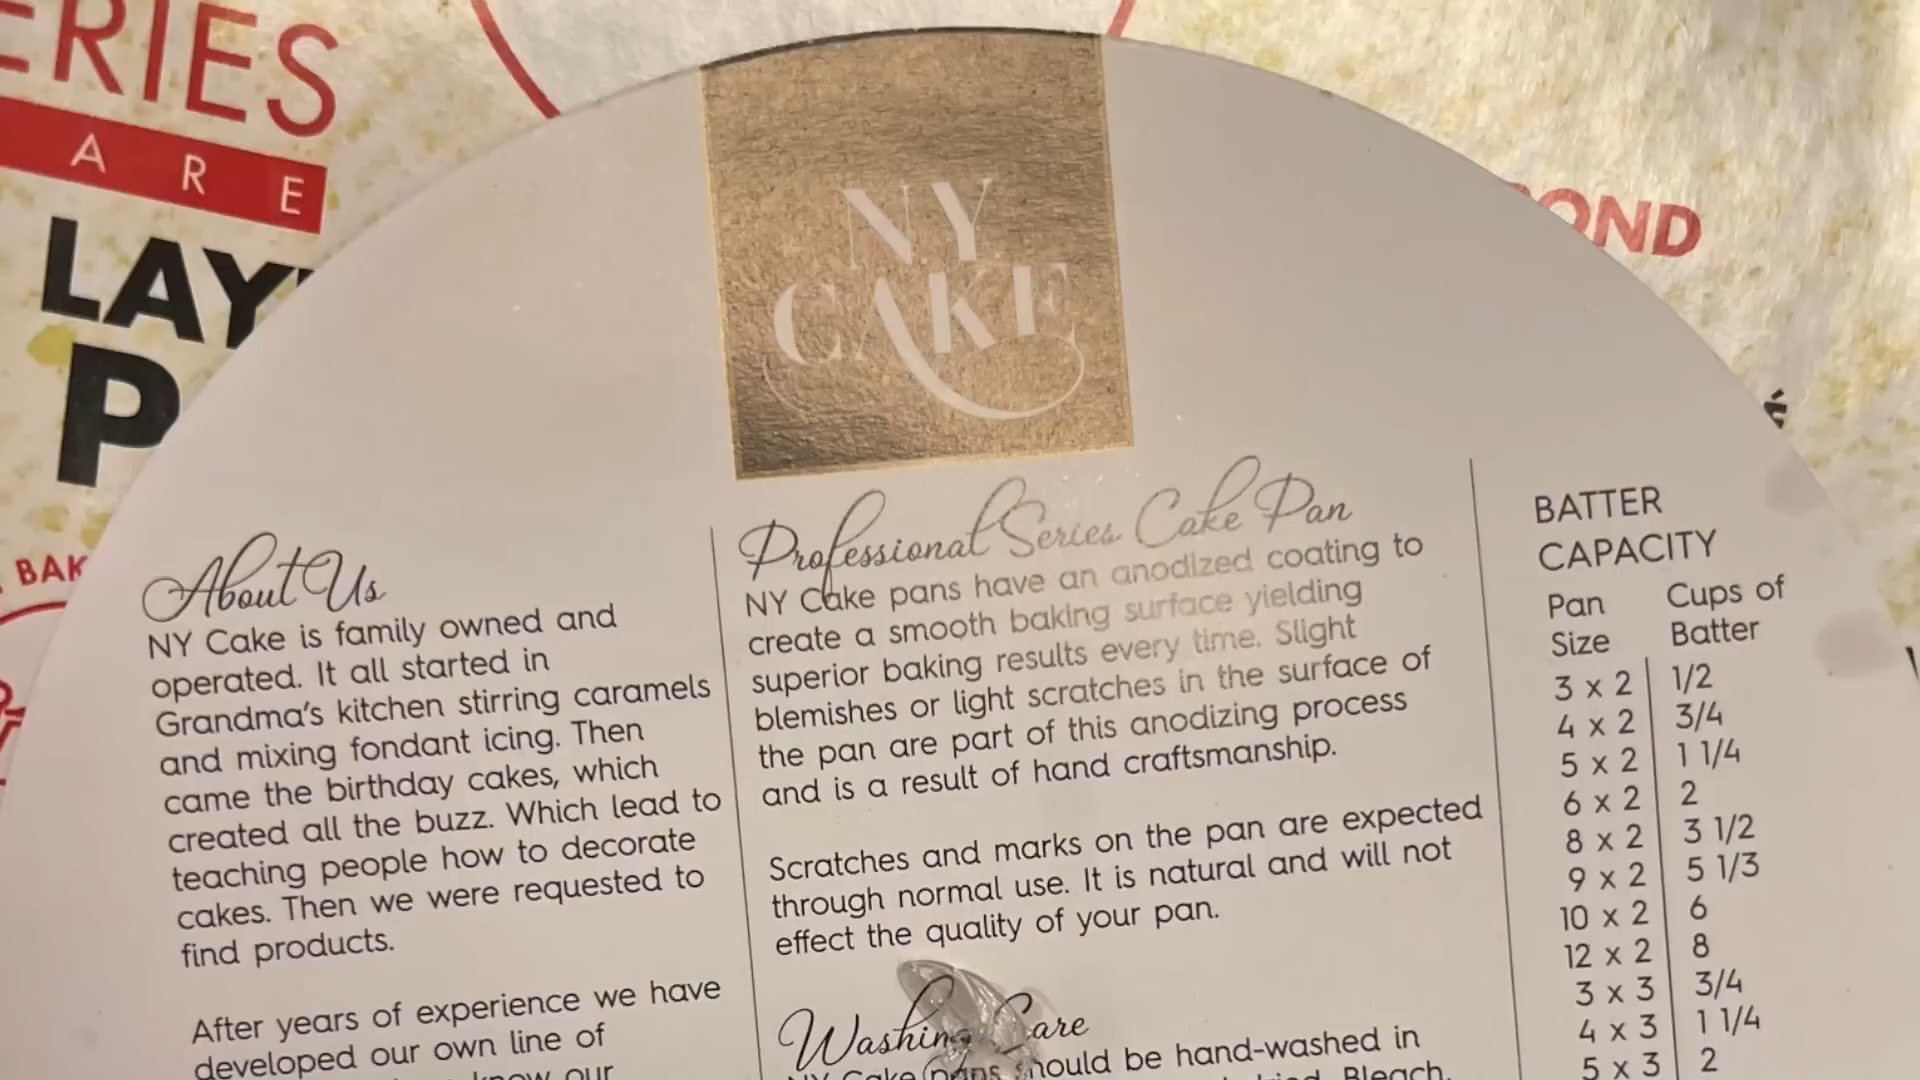 ERIES
A R E
LAY
P
BAK
OND
NY
CAKE
About Us
NY Cake is family owned and
operated. It all started in
Grandma's kitchen stirring caramels
and mixing fondant icing. Then
came the birthday cakes, which
created all the buzz. Which lead to
teaching people how to decorate
cakes. Then we were requested to
find products.
After years of experience we have
developed our own line of
know our
Professional Series Cake Pan
NY Cake pans have an anodized coating to
create a smooth baking surface yielding
superior baking results every time. Slight
blemishes or light scratches in the surface of
the pan are part of this anodizing process
and is a result of hand craftsmanship.
Scratches and marks on the pan are expected
through normal use. It is natural and will not
effect the quality of your pan.
Washing Care
NY Cake pans should be hand-washed in
Bleach,
BATTER
CAPACITY
Pan Size Cups of Batter
3 x 2 1/2
4 x 2 3/4
5 x 2 1 1/4
6 x 2 2
8 x 2 3 1/2
9 x 2 5 1/3
10 x 2 6
12 x 2 8
3 x 3 3/4
4 x 3 1 1/4
5 x 3 2